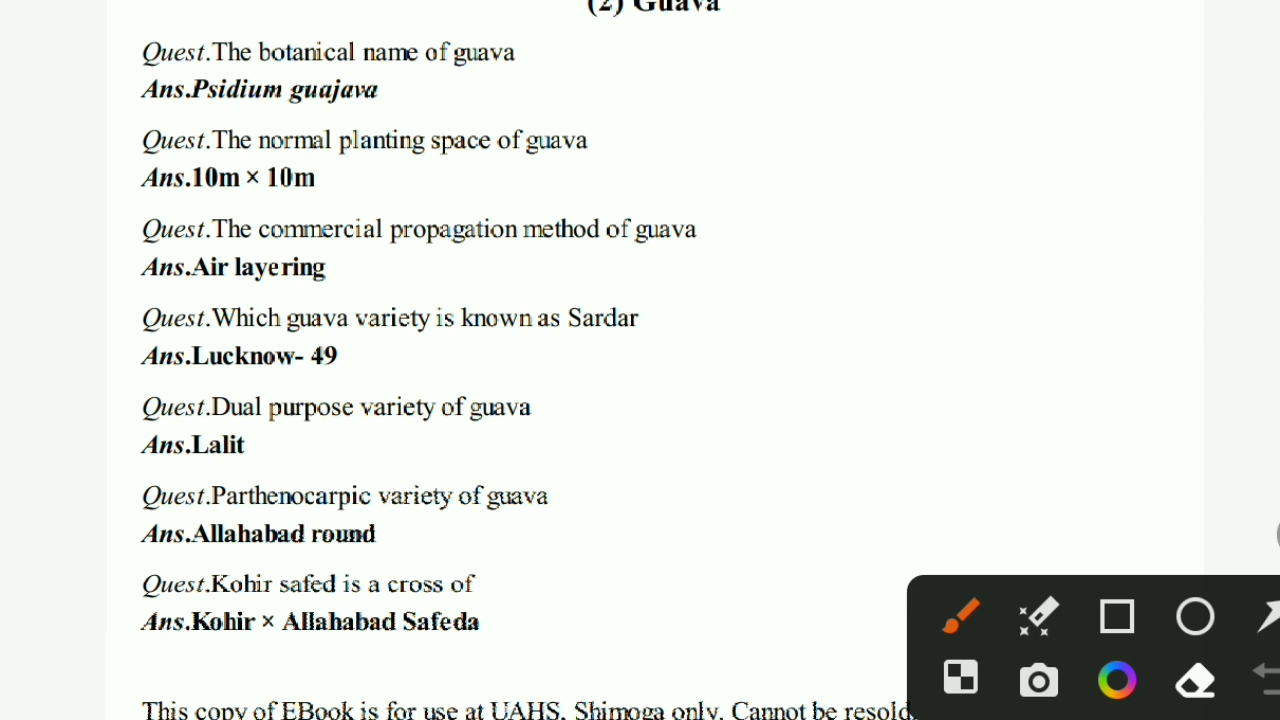 (2) Guava
Quest.The botanical name of guava
Ans.Psidium guajava
Quest.The normal planting space of guava
Ans.10m × 10m
Quest.The commercial propagation method of guava
Ans.Air layering
Quest.Which guava variety is known as Sardar
Ans.Lucknow- 49
Quest.Dual purpose variety of guava
Ans.Lalit
Quest.Parthenocarpic variety of guava
Ans.Allahabad round
Quest.Kohir safed is a cross of
Ans.Kohir × Allahabad Safeda
This copy of EBook is for use at UAHS, Shimoga only. Cannot be resold.